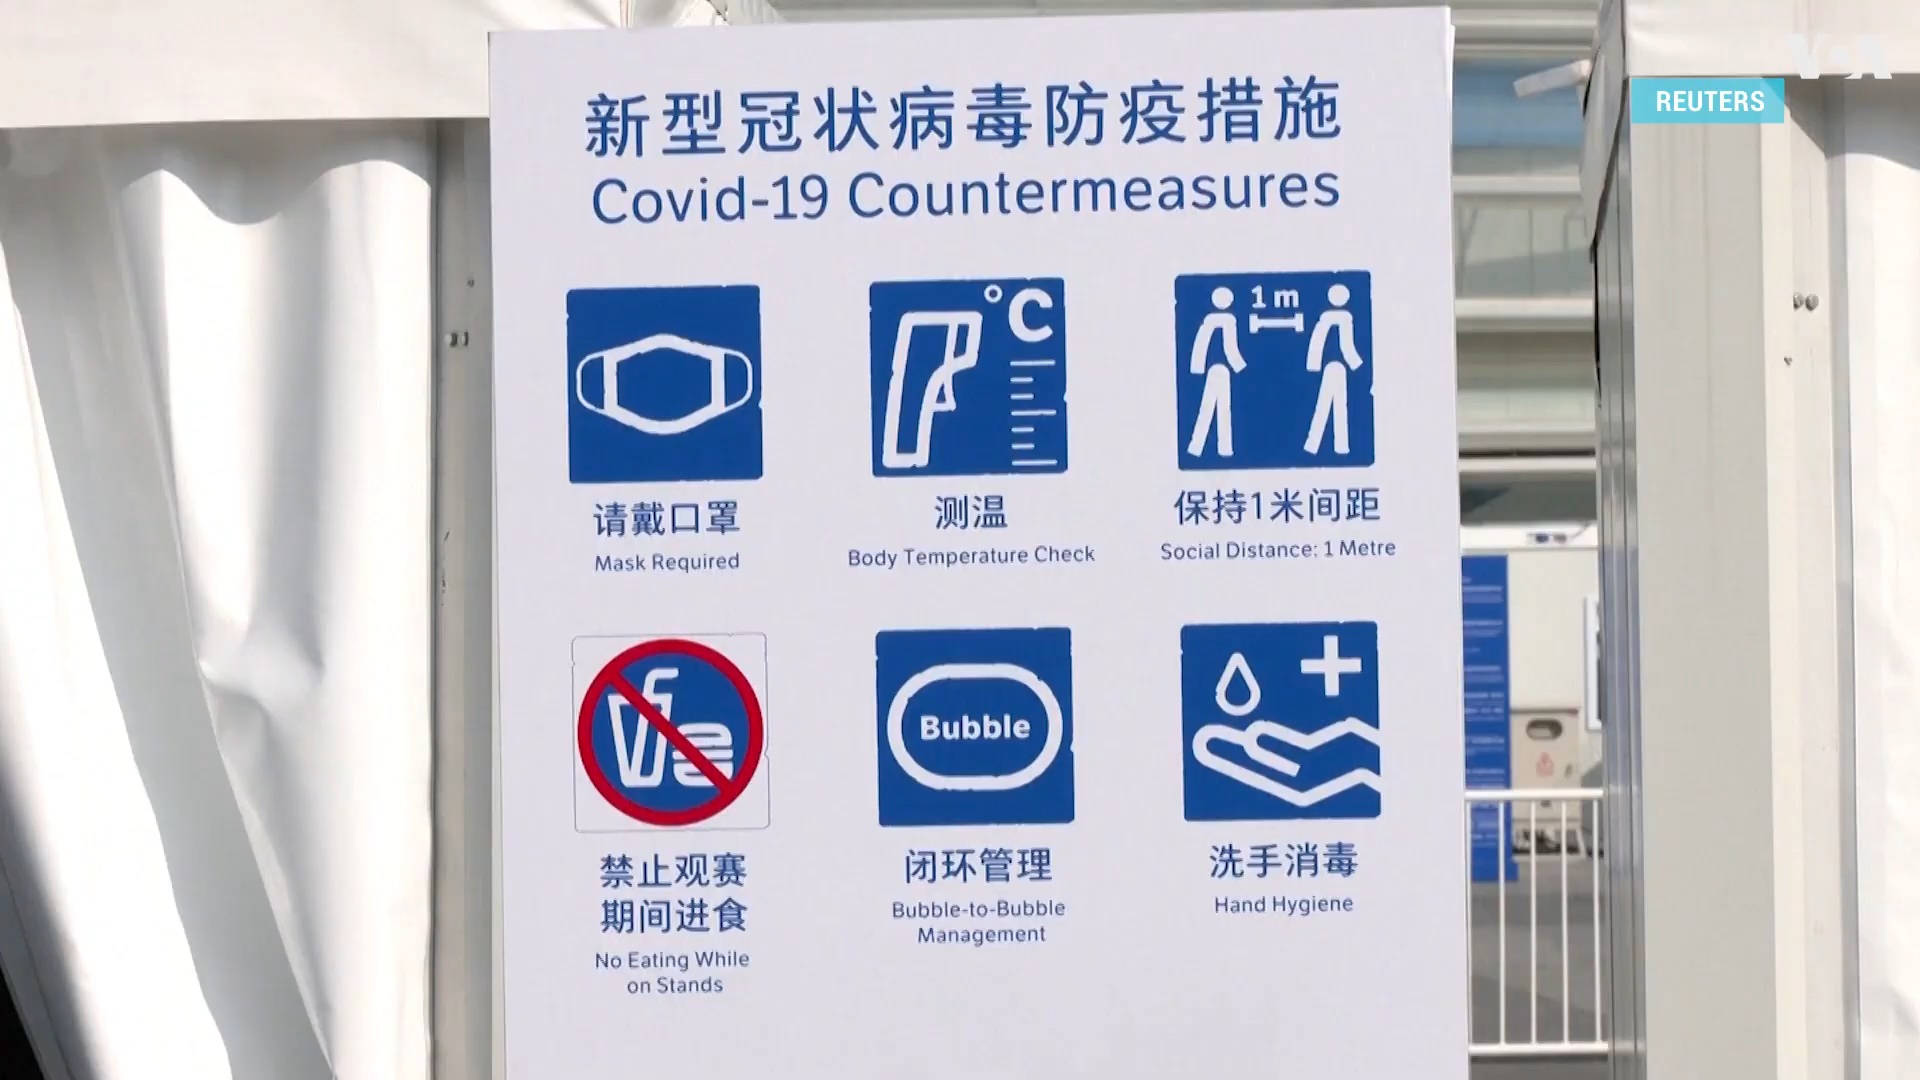 VOA
REUTERS
新型冠状病毒防疫措施
Covid-19 Countermeasures
°C
1m
请戴口罩
Mask Required
测温
Body Temperature Check
保持1米间距
Social Distance: 1 Metre
Bubble
禁止观赛
期间进食
No Eating While
on Stands
闭环管理
Bubble-to-Bubble
Management
洗手消毒
Hand Hygiene